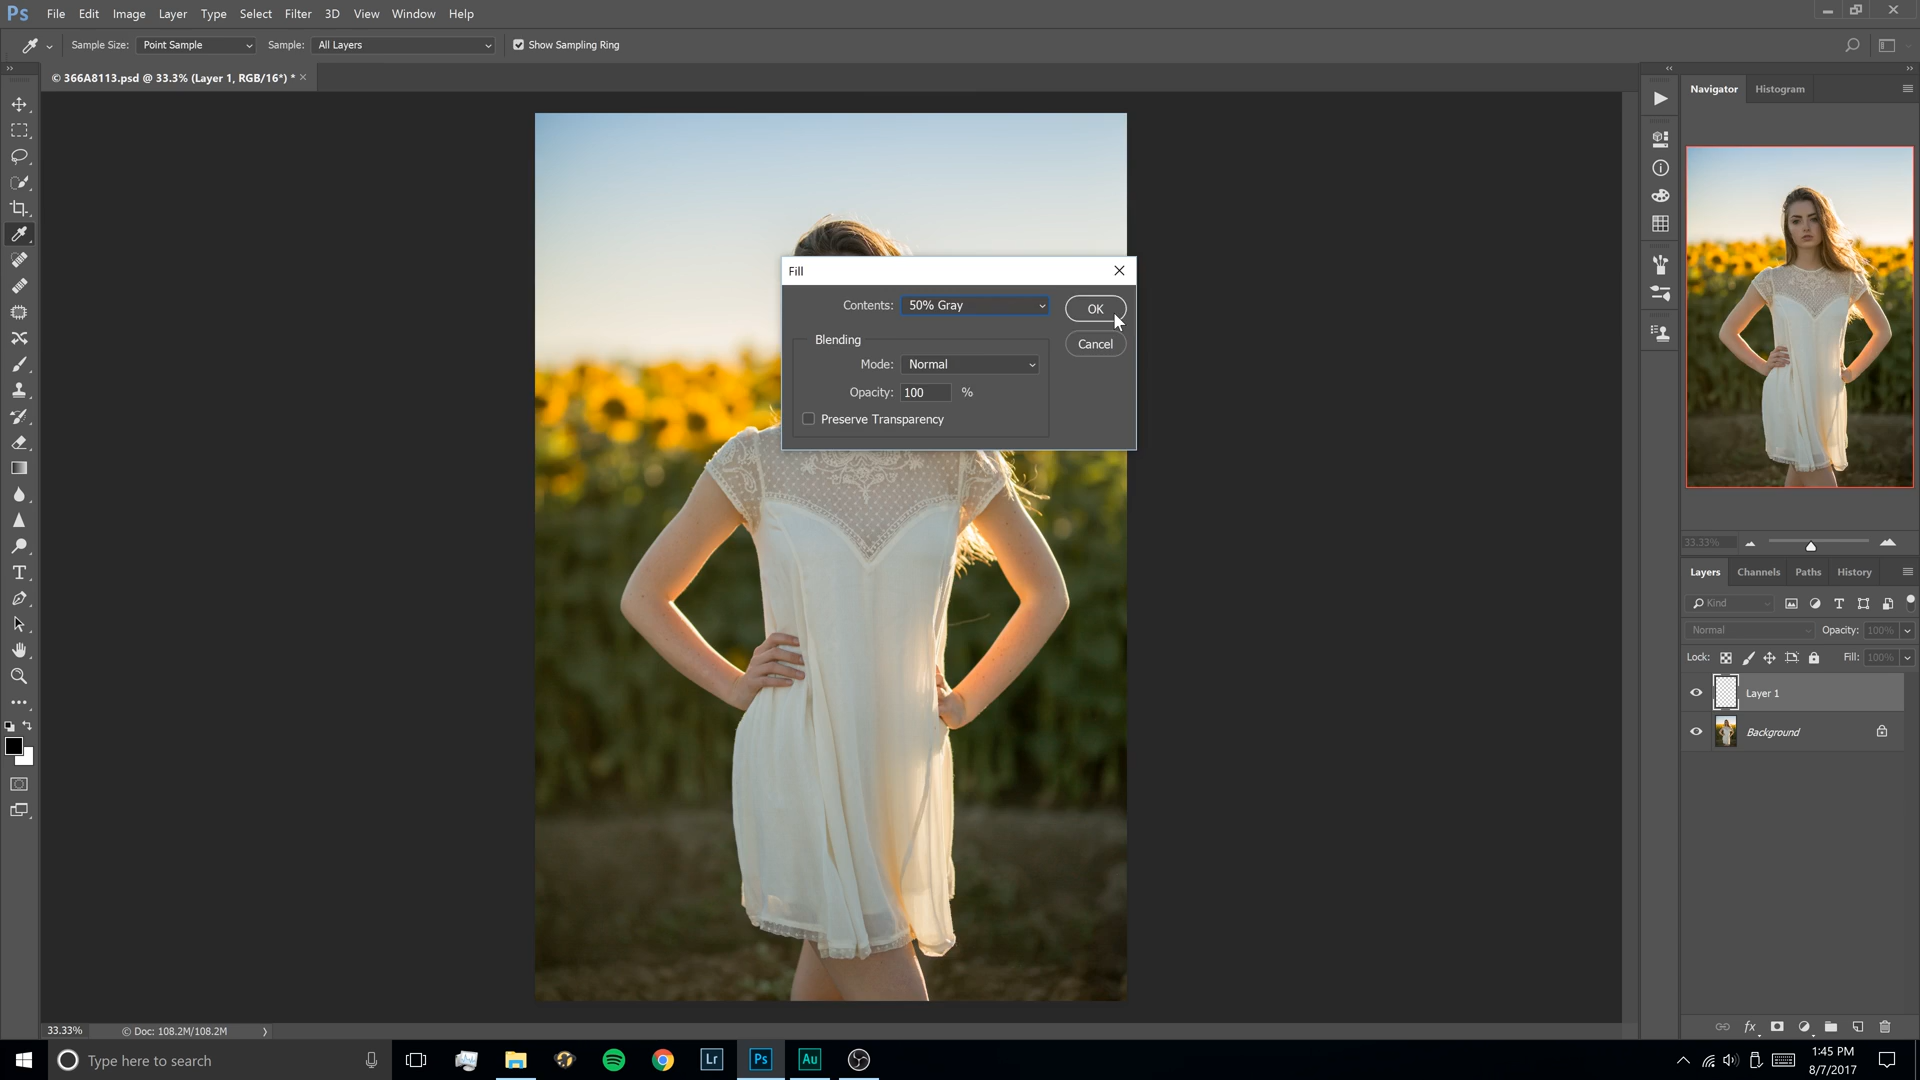 Ps File Edit Image Layer Type Select Filter 3D View Window Help
Sample Size: Point Sample Sample: All Layers Show Sampling Ring
© 366A8113.psd @ 33.3% (Layer 1, RGB/16*) * ×
Navigator Histogram
Fill
Contents: 50% Gray
OK
Blending
Cancel
Mode: Normal
Opacity: 100 %
Preserve Transparency
33.33%
Layers Channels Paths History
Kind
Normal Opacity: 100%
Lock: Fill: 100%
Layer 1
Background
33.33% © Doc: 108.2M/108.2M
fx
Type here to search
Lr Ps Au
1:45 PM
8/7/2017